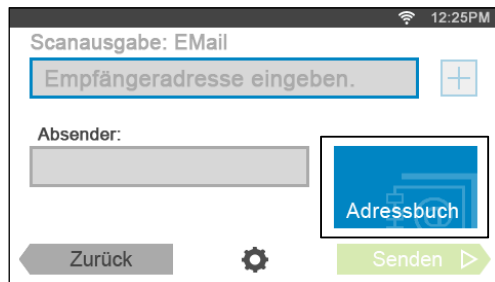 12:25PM
Scanausgabe: EMail
Empfängeradresse eingeben.
Absender:
Adressbuch
Zurück
Senden